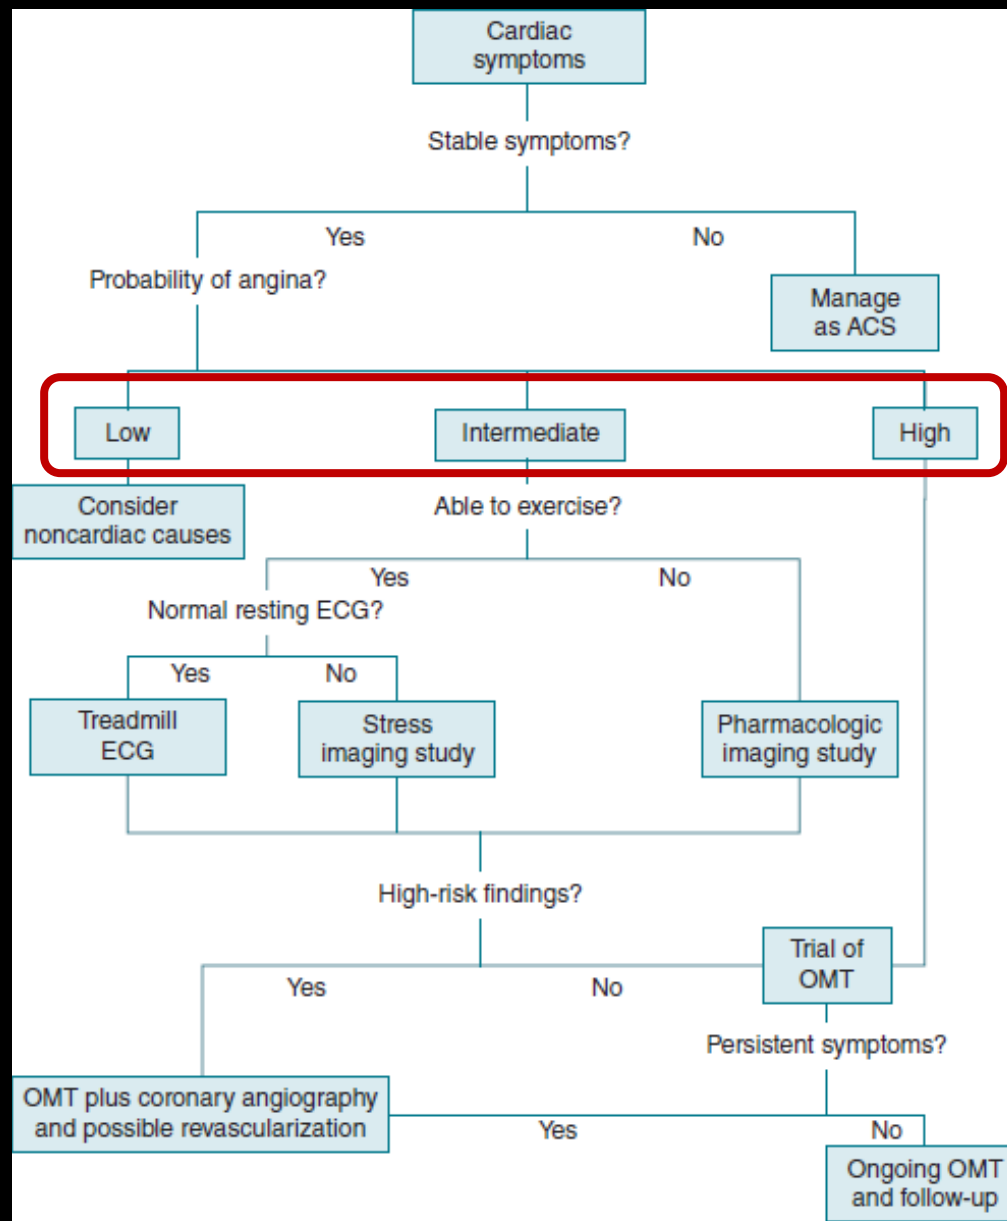 Cardiac
symptoms
Stable symptoms?
Yes
No
Probability of angina?
Manage
as ACS
Low
Intermediate
High
Consider
noncardiac causes
Able to exercise?
Yes
No
Normal resting ECG?
Yes
No
Treadmill
ECG
Stress
imaging study
Pharmacologic
imaging study
High-risk findings?
Yes
No
Trial of
OMT
Persistent symptoms?
OMT plus coronary angiography
and possible revascularization
Yes
No
Ongoing OMT
and follow-up